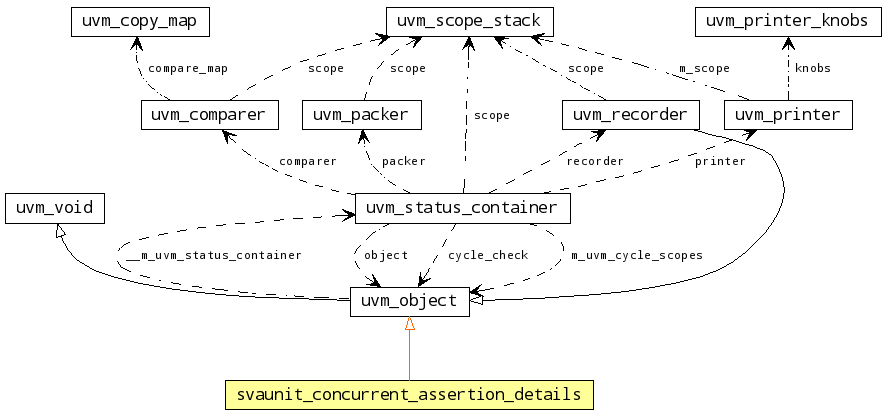 uvm_copy_map
uvm_scope_stack
uvm_printer_knobs
compare_map
scope
scope
scope
m_scope
knobs
uvm_comparer
uvm_packer
scope
uvm_recorder
uvm_printer
comparer
packer
recorder
printer
uvm_void
uvm_status_container
__m_uvm_status_container
object
cycle_check
m_uvm_cycle_scopes
uvm_object
svaunit_concurrent_assertion_details